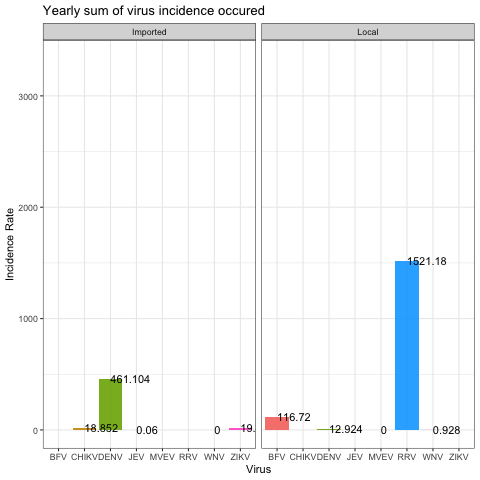 Yearly sum of virus incidence occured
Imported
Local
Incidence Rate
3000
2000
1000
0
18.852
461.104
0.06
0
19.
116.72
12.924
0
1521.18
0.928
BFV CHIKV DENV JEV MVEV RRV WNV ZIKV
BFV CHIKV DENV JEV MVEV RRV WNV ZIKV
Virus